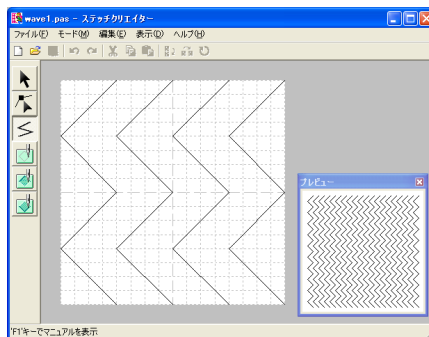 wave1.pas - ステッチクリエイター
ファイル(F) モード(M) 編集(E) 表示(D) ヘルプ(H)
プレビュー
'F1'キーでマニュアルを表示